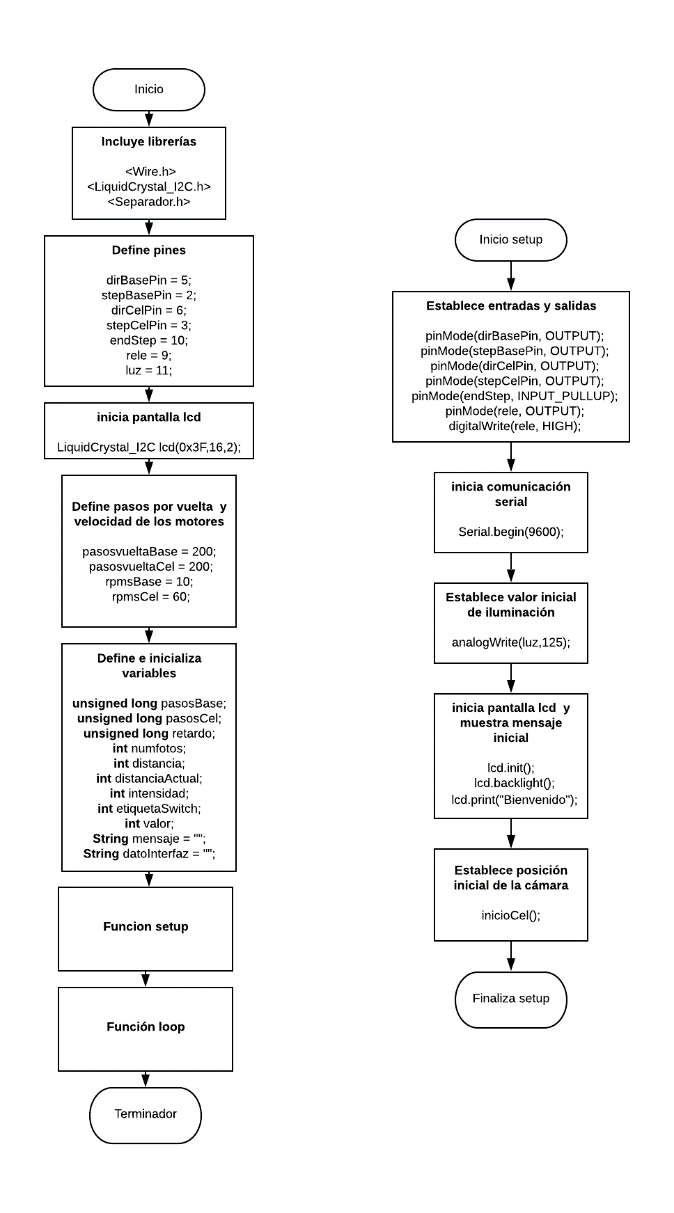 Inicio
Incluye librerías
<Wire.h>
<LiquidCrystal_I2C.h>
<Separador.h>
Define pines
dirBasePin = 5;
stepBasePin = 2;
dirCelPin = 6;
stepCelPin = 3;
endStep = 10;
rele = 9;
luz = 11;
inicia pantalla lcd
LiquidCrystal_I2C lcd(0x3F,16,2);
Define pasos por vuelta y
velocidad de los motores
pasosvueltaBase = 200;
pasosvueltaCel = 200;
rpmsBase = 10;
rpmsCel = 60;
Define e inicializa
variables
unsigned long pasosBase;
unsigned long pasosCel;
unsigned long retardo;
int numfotos;
int distancia;
int distanciaActual;
int intensidad;
int etiquetaSwitch;
int valor;
String mensaje = "";
String datoInterfaz = "";
Funcion setup
Función loop
Terminador
Inicio setup
Establece entradas y salidas
pinMode(dirBasePin, OUTPUT);
pinMode(stepBasePin, OUTPUT);
pinMode(dirCelPin, OUTPUT);
pinMode(stepCelPin, OUTPUT);
pinMode(endStep, INPUT_PULLUP);
pinMode(rele, OUTPUT);
digitalWrite(rele, HIGH);
inicia comunicación
serial
Serial.begin(9600);
Establece valor inicial
de iluminación
analogWrite(luz,125);
inicia pantalla lcd y
muestra mensaje
inicial
lcd.init();
lcd.backlight();
lcd.print("Bienvenido");
Establece posición
inicial de la cámara
inicioCel();
Finaliza setup